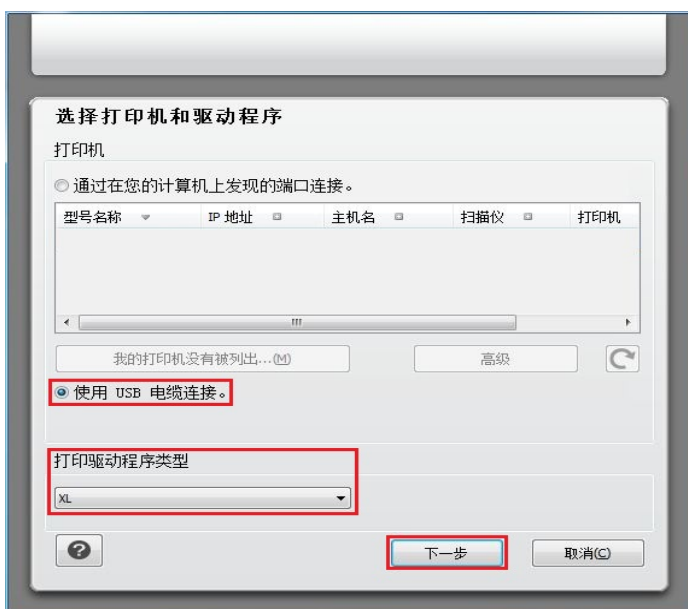 选择打印机和驱动程序
打印机
通过在您的计算机上发现的端口连接。
型号名称 IP 地址 主机名 扫描仪 打印机
我的打印机没有被列出...(M) 高级
使用 USB 电缆连接。
打印驱动程序类型
XL
? 下一步 取消(C)